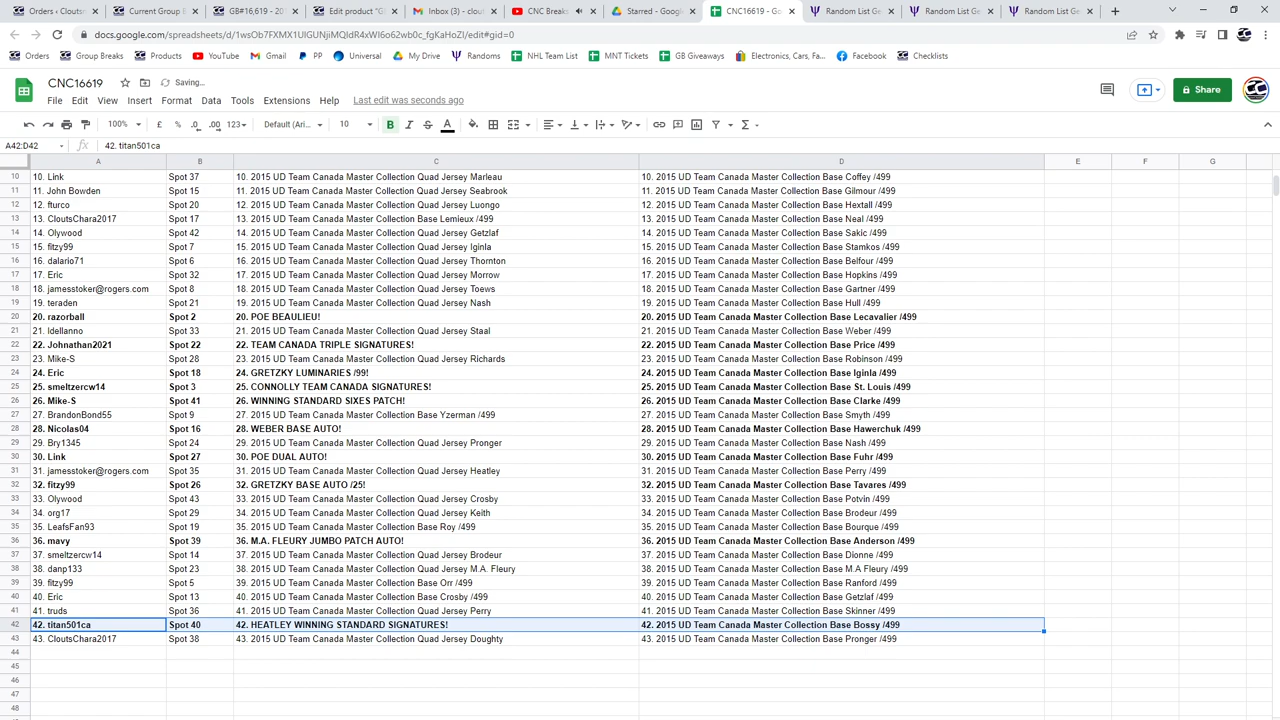 Orders ‹ Clouts
Current Group B
GB#16,619 - 201
Edit product "G
Inbox (3) - clou
CNC Breaks
Starred - Googl
CNC16619 - Go
Random List Ge
Random List Ge
Random List Ge
docs.google.com/spreadsheets/d/1wsOb7FXMX1UIGUNjiMQIdR4xWI6o62wb0c_fgKaHoZI/edit#gid=0
Orders
Group Breaks
Products
YouTube
Gmail
PP
Universal
My Drive
Randoms
NHL Team List
MNT Tickets
GB Giveaways
Electronics, Cars, Fa...
Facebook
Checklists
CNC16619
Saving...
File Edit View Insert Format Data Tools Extensions Help Last edit was seconds ago
Share
100% £ % .0 .00 123 Default (Ari... 10 B I S A
A42:D42 fx 42. titan501ca
A B C D E F G
10 10. Link Spot 37 10. 2015 UD Team Canada Master Collection Quad Jersey Marleau 10. 2015 UD Team Canada Master Collection Base Coffey /499
11 11. John Bowden Spot 15 11. 2015 UD Team Canada Master Collection Quad Jersey Seabrook 11. 2015 UD Team Canada Master Collection Base Gilmour /499
12 12. fturco Spot 20 12. 2015 UD Team Canada Master Collection Quad Jersey Luongo 12. 2015 UD Team Canada Master Collection Base Hextall /499
13 13. CloutsChara2017 Spot 17 13. 2015 UD Team Canada Master Collection Base Lemieux /499 13. 2015 UD Team Canada Master Collection Base Neal /499
14 14. Olywood Spot 42 14. 2015 UD Team Canada Master Collection Quad Jersey Getzlaf 14. 2015 UD Team Canada Master Collection Base Sakic /499
15 15. fitzy99 Spot 7 15. 2015 UD Team Canada Master Collection Quad Jersey Iginla 15. 2015 UD Team Canada Master Collection Base Stamkos /499
16 16. dalario71 Spot 6 16. 2015 UD Team Canada Master Collection Quad Jersey Thornton 16. 2015 UD Team Canada Master Collection Base Belfour /499
17 17. Eric Spot 32 17. 2015 UD Team Canada Master Collection Quad Jersey Morrow 17. 2015 UD Team Canada Master Collection Base Hopkins /499
18 18. jamesstoker@rogers.com Spot 8 18. 2015 UD Team Canada Master Collection Quad Jersey Toews 18. 2015 UD Team Canada Master Collection Base Gartner /499
19 19. teraden Spot 21 19. 2015 UD Team Canada Master Collection Quad Jersey Nash 19. 2015 UD Team Canada Master Collection Base Hull /499
20 20. razorball Spot 2 20. POE BEAULIEU! 20. 2015 UD Team Canada Master Collection Base Lecavalier /499
21 21. ldellanno Spot 33 21. 2015 UD Team Canada Master Collection Quad Jersey Staal 21. 2015 UD Team Canada Master Collection Base Weber /499
22 22. Johnathan2021 Spot 22 22. TEAM CANADA TRIPLE SIGNATURES! 22. 2015 UD Team Canada Master Collection Base Price /499
23 23. Mike-S Spot 28 23. 2015 UD Team Canada Master Collection Quad Jersey Richards 23. 2015 UD Team Canada Master Collection Base Robinson /499
24 24. Eric Spot 18 24. GRETZKY LUMINARIES /99! 24. 2015 UD Team Canada Master Collection Base Iginla /499
25 25. smeltzercw14 Spot 3 25. CONNOLLY TEAM CANADA SIGNATURES! 25. 2015 UD Team Canada Master Collection Base St. Louis /499
26 26. Mike-S Spot 41 26. WINNING STANDARD SIXES PATCH! 26. 2015 UD Team Canada Master Collection Base Clarke /499
27 27. BrandonBond55 Spot 9 27. 2015 UD Team Canada Master Collection Base Yzerman /499 27. 2015 UD Team Canada Master Collection Base Smyth /499
28 28. Nicolas04 Spot 16 28. WEBER BASE AUTO! 28. 2015 UD Team Canada Master Collection Base Hawerchuk /499
29 29. Bry1345 Spot 24 29. 2015 UD Team Canada Master Collection Quad Jersey Pronger 29. 2015 UD Team Canada Master Collection Base Nash /499
30 30. Link Spot 27 30. POE DUAL AUTO! 30. 2015 UD Team Canada Master Collection Base Fuhr /499
31 31. jamesstoker@rogers.com Spot 35 31. 2015 UD Team Canada Master Collection Quad Jersey Heatley 31. 2015 UD Team Canada Master Collection Base Perry /499
32 32. fitzy99 Spot 26 32. GRETZKY BASE AUTO /25! 32. 2015 UD Team Canada Master Collection Base Tavares /499
33 33. Olywood Spot 43 33. 2015 UD Team Canada Master Collection Quad Jersey Crosby 33. 2015 UD Team Canada Master Collection Base Potvin /499
34 34. org17 Spot 29 34. 2015 UD Team Canada Master Collection Quad Jersey Keith 34. 2015 UD Team Canada Master Collection Base Brodeur /499
35 35. LeafsFan93 Spot 19 35. 2015 UD Team Canada Master Collection Base Roy /499 35. 2015 UD Team Canada Master Collection Base Bourque /499
36 36. mavy Spot 39 36. M.A. FLEURY JUMBO PATCH AUTO! 36. 2015 UD Team Canada Master Collection Base Anderson /499
37 37. smeltzercw14 Spot 14 37. 2015 UD Team Canada Master Collection Quad Jersey Brodeur 37. 2015 UD Team Canada Master Collection Base Dionne /499
38 38. danp133 Spot 23 38. 2015 UD Team Canada Master Collection Quad Jersey M.A. Fleury 38. 2015 UD Team Canada Master Collection Base M.A Fleury /499
39 39. fitzy99 Spot 5 39. 2015 UD Team Canada Master Collection Base Orr /499 39. 2015 UD Team Canada Master Collection Base Ranford /499
40 40. Eric Spot 13 40. 2015 UD Team Canada Master Collection Base Crosby /499 40. 2015 UD Team Canada Master Collection Base Getzlaf /499
41 41. truds Spot 36 41. 2015 UD Team Canada Master Collection Quad Jersey Perry 41. 2015 UD Team Canada Master Collection Base Skinner /499
42 42. titan501ca Spot 40 42. HEATLEY WINNING STANDARD SIGNATURES! 42. 2015 UD Team Canada Master Collection Base Bossy /499
43 43. CloutsChara2017 Spot 38 43. 2015 UD Team Canada Master Collection Quad Jersey Doughty 43. 2015 UD Team Canada Master Collection Base Pronger /499
44
45
46
47
48